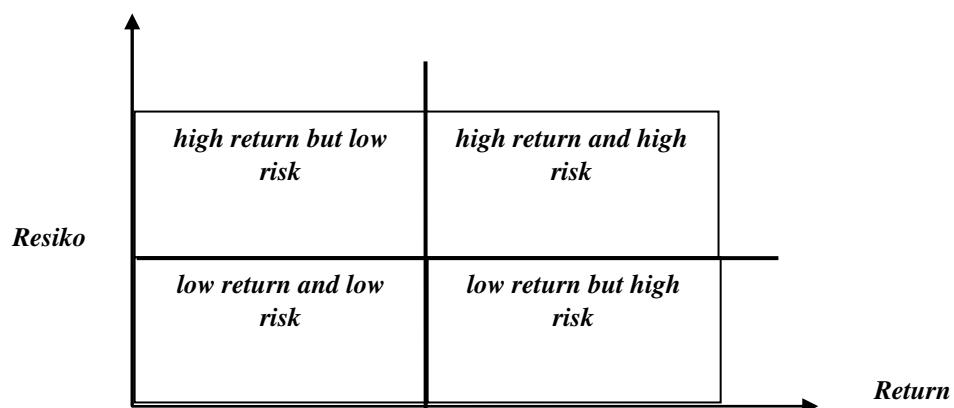 high return but low
risk
high return and high
risk
Resiko
low return and low
risk
low return but high
risk
Return